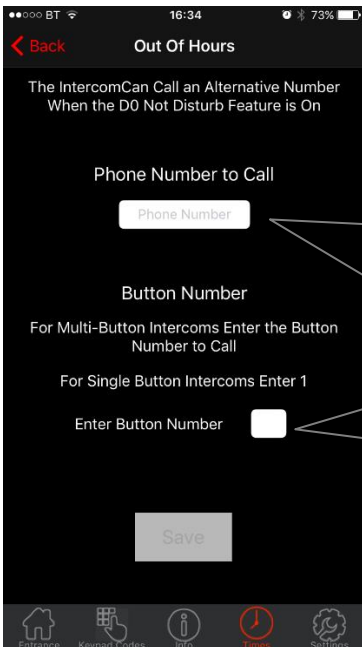 BT 16:34 73%
Back Out Of Hours
The IntercomCan Call an Alternative Number
When the D0 Not Disturb Feature is On
Phone Number to Call
Phone Number
Button Number
For Multi-Button Intercoms Enter the Button
Number to Call
For Single Button Intercoms Enter 1
Enter Button Number
Save
Entrance Keypad Codes Info Times Settings